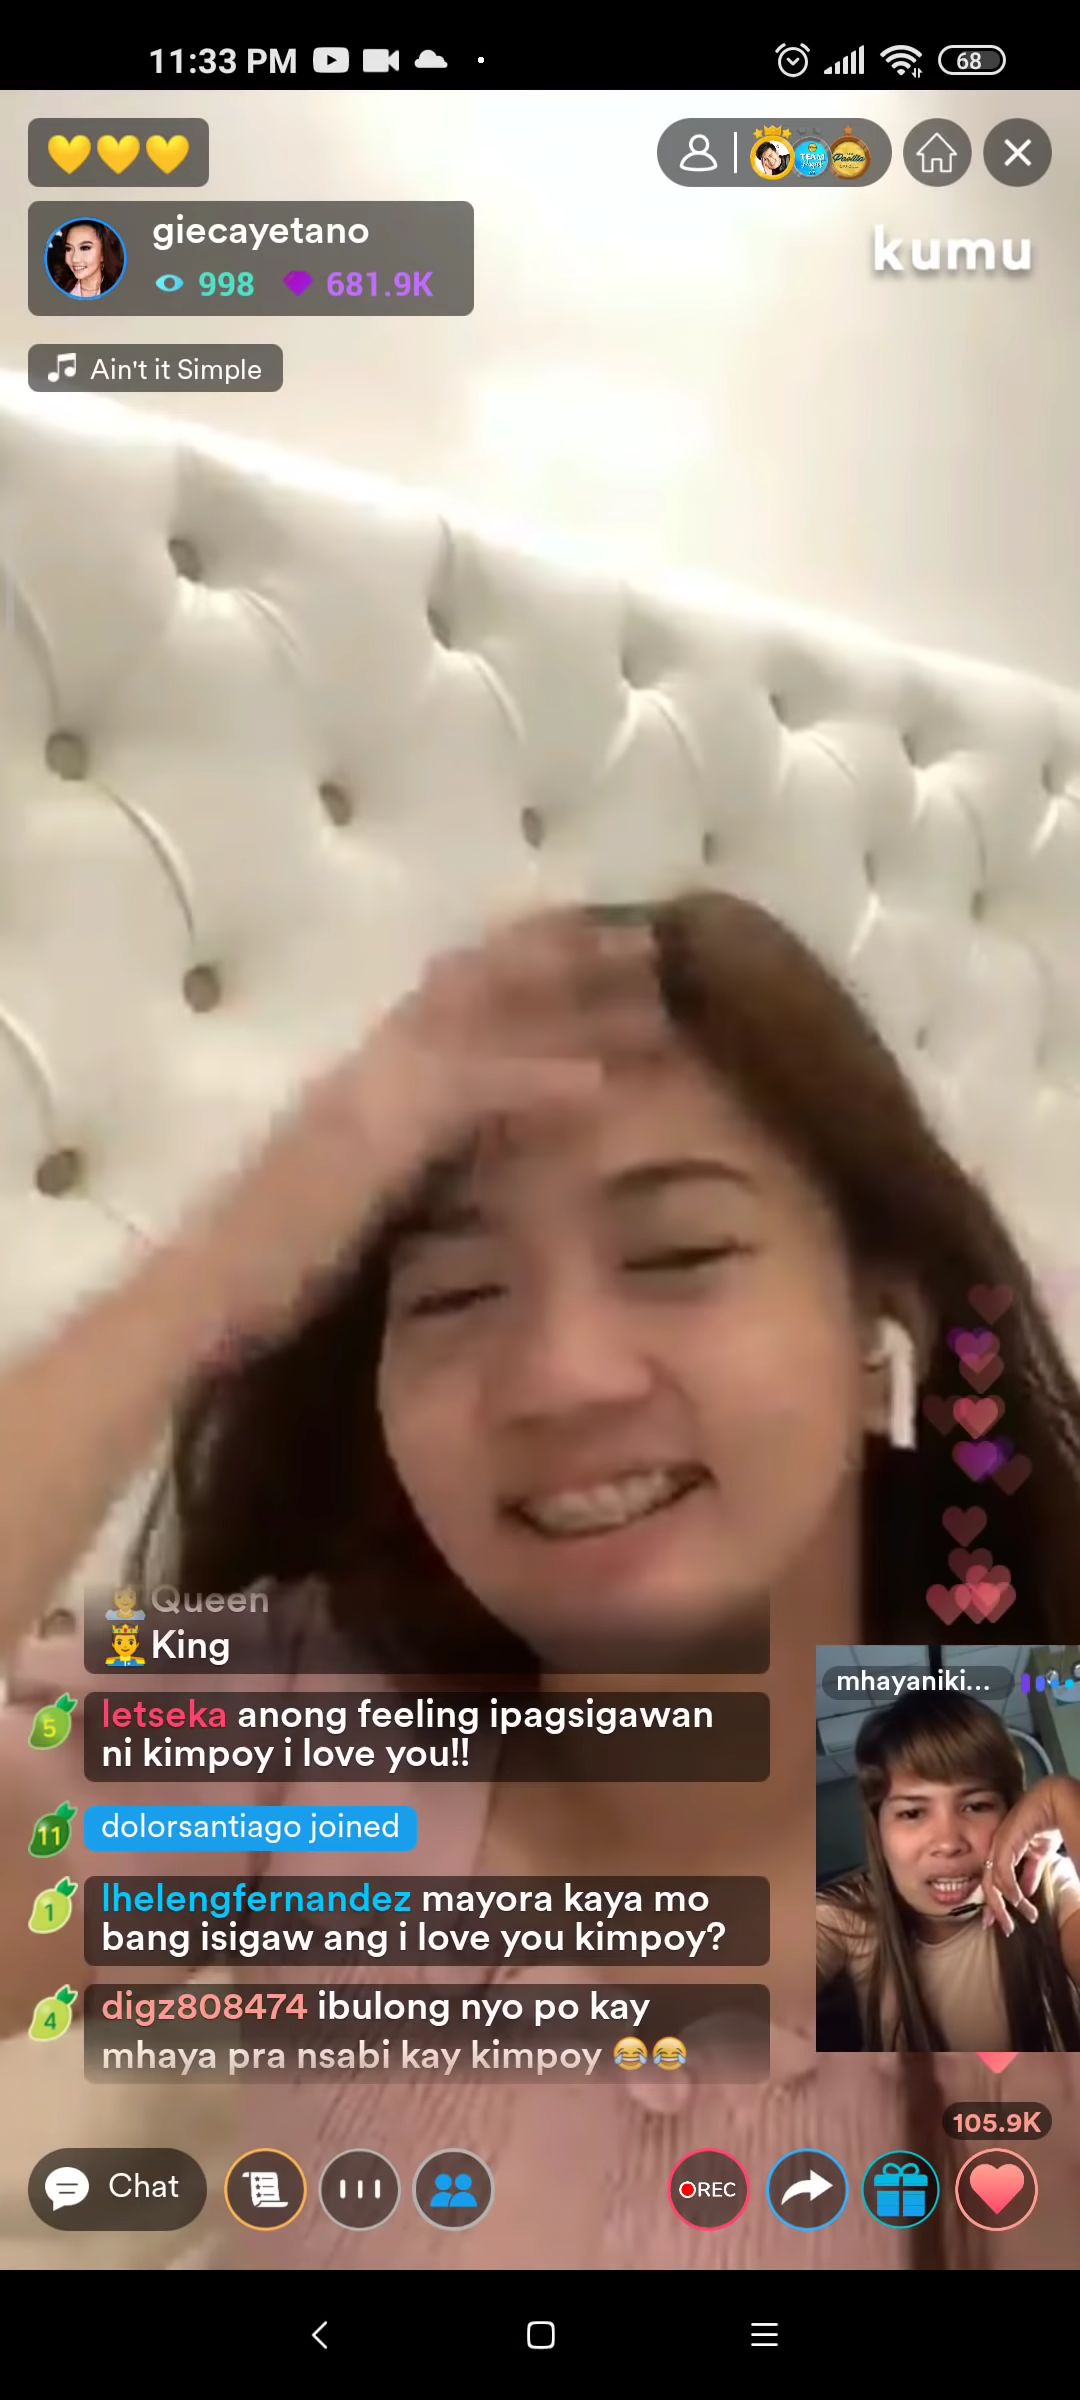 11:33 PM
68
giecayetano
998 681.9K
kumu
Ain't it Simple
TEAM
Queen
King
mhayaniki...
5
letseka anong feeling ipagsigawan
ni kimpoy i love you!!
11
dolorsantiago joined
1
lhelengfernandez mayora kaya mo
bang isigaw ang i love you kimpoy?
4
digz808474 ibulong nyo po kay
mhaya pra nsabi kay kimpoy 😂😂
105.9K
Chat
REC